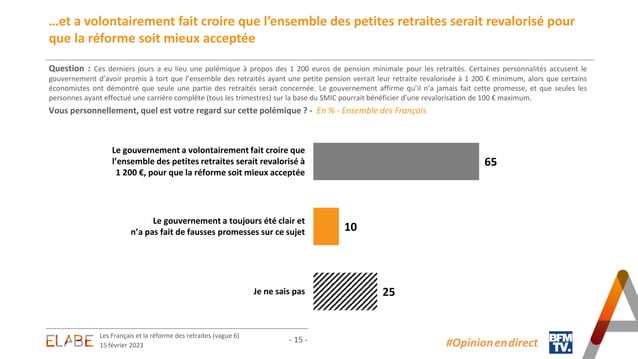 …et a volontairement fait croire que l’ensemble des petites retraites serait revalorisé pour
que la réforme soit mieux acceptée
Question : Ces derniers jours a eu lieu une polémique à propos des 1 200 euros de pension minimale pour les retraités. Certaines personnalités accusent le
gouvernement d’avoir promis à tort que l’ensemble des retraités ayant une petite pension verrait leur retraite revalorisée à 1 200 € minimum, alors que certains
économistes ont démontré que seule une partie des retraités serait concernée. Le gouvernement affirme qu’il n’a jamais fait cette promesse, et que seules les
personnes ayant effectué une carrière complète (tous les trimestres) sur la base du SMIC pourrait bénéficier d’une revalorisation de 100 € maximum.
Vous personnellement, quel est votre regard sur cette polémique ? - En % - Ensemble des Français
Le gouvernement a volontairement fait croire que
l’ensemble des petites retraites serait revalorisé à
1 200 €, pour que la réforme soit mieux acceptée
65
Le gouvernement a toujours été clair et
n’a pas fait de fausses promesses sur ce sujet
10
Je ne sais pas
25
ELABE
Les Français et la réforme des retraites (vague 6)
15 février 2023
- 15 -
#Opinionendirect
BFM
TV.